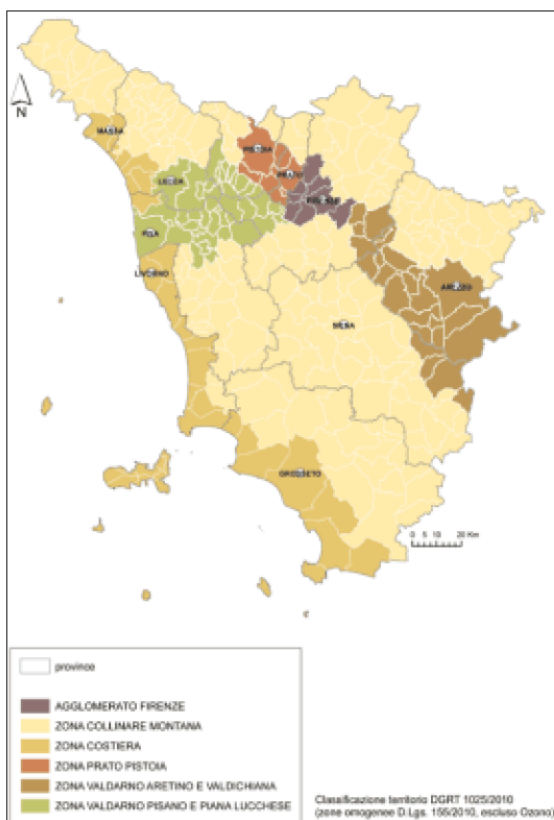 N
MASSA
PISTOIA
PRATO
LUCCA
FIRENZE
PISA
LIVORNO
AREZZO
SIENA
GROSSETO
0 5 10 20 Km
province
AGGLOMERATO FIRENZE
ZONA COLLINARE MONTANA
ZONA COSTIERA
ZONA PRATO PISTOIA
ZONA VALDARNO ARETINO E VALDICHIANA
ZONA VALDARNO PISANO E PIANA LUCCHESE
Classificazione territorio DGRT 1025/2010
(zone omogenee D.Lgs. 155/2010, escluso Ozono)